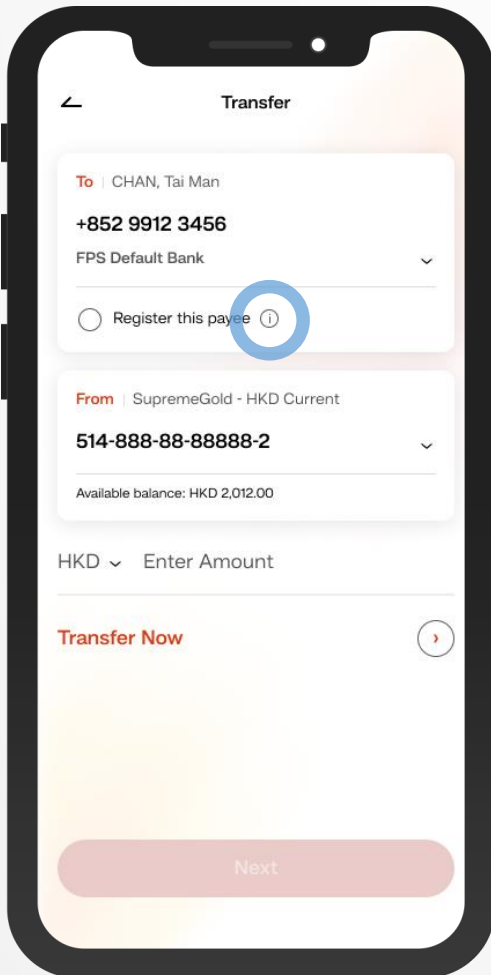 Transfer
To | CHAN, Tai Man
+852 9912 3456
FPS Default Bank
Register this payee
From | SupremeGold - HKD Current
514-888-88-88888-2
Available balance: HKD 2,012.00
HKD Enter Amount
Transfer Now
Next